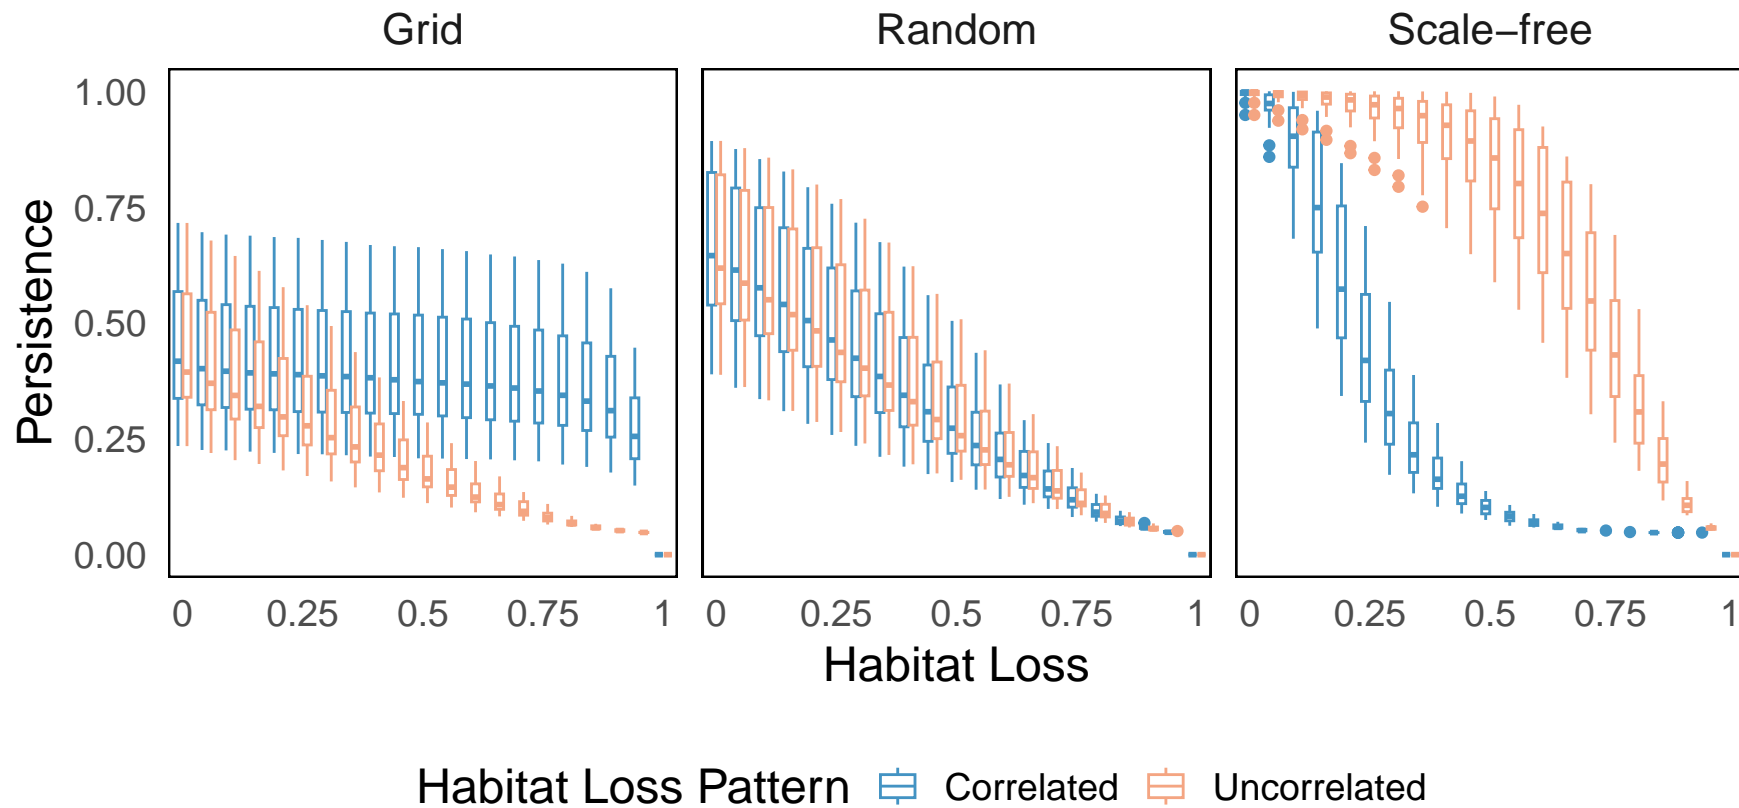 Grid Random Scale−free
1.00
0.75
0.50
0.25
0.00
Persistence
0 0.25 0.5 0.75 1 0 0.25 0.5 0.75 1 0 0.25 0.5 0.75 1
Habitat Loss
Habitat Loss Pattern Correlated Uncorrelated